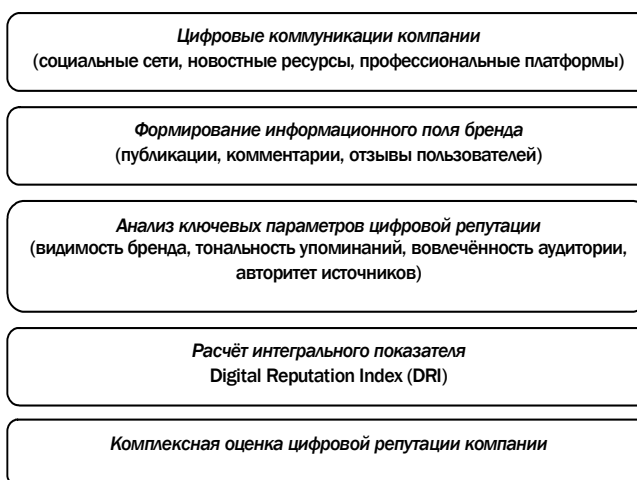 Цифровые коммуникации компании
(социальные сети, новостные ресурсы, профессиональные платформы)
Формирование информационного поля бренда
(публикации, комментарии, отзывы пользователей)
Анализ ключевых параметров цифровой репутации
(видимость бренда, тональность упоминаний, вовлечённость аудитории,
авторитет источников)
Расчёт интегрального показателя
Digital Reputation Index (DRI)
Комплексная оценка цифровой репутации компании